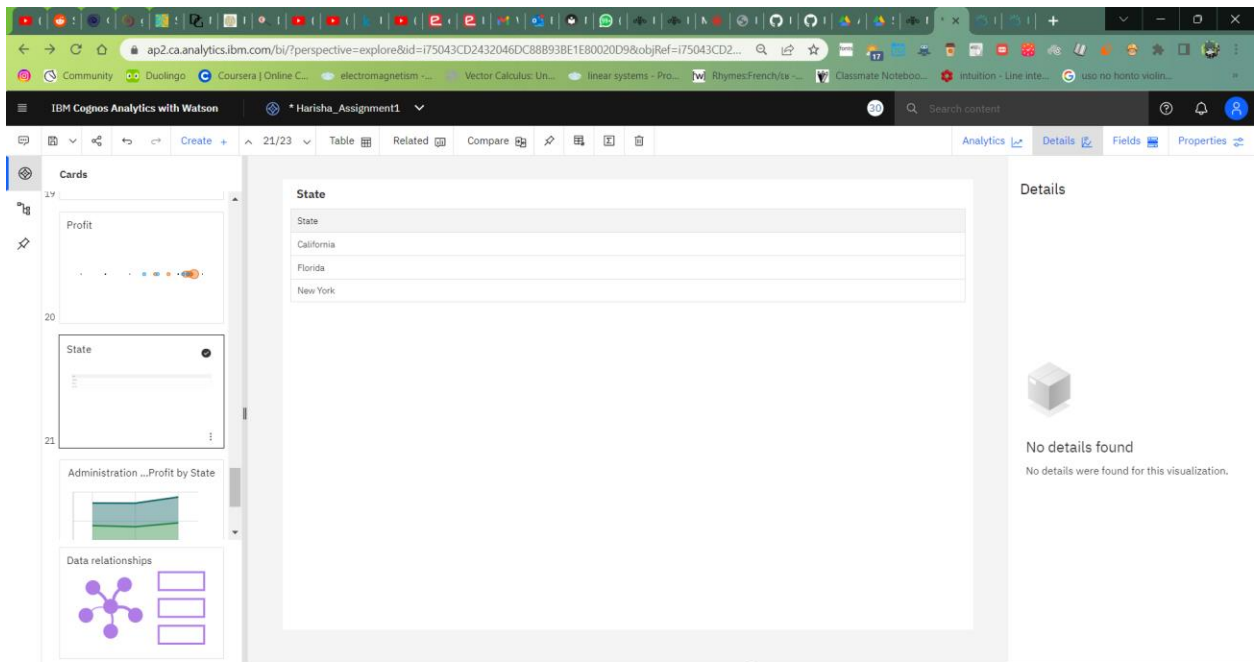 ap2.ca.analytics.ibm.com/bi/?perspective=explore&id=i75043CD2432046DC88B93BE1E80020D9&objRef=i75043CD2...
17
Community Duolingo Coursera | Online C... electromagnetism -... Vector Calculus: Un... linear systems - Pro... Rhymes:French/ɛʁ -... Classmate Noteboo... intuition - Line inte... uso no honto violin...
IBM Cognos Analytics with Watson * Harisha_Assignment1 30 Search content
Create + 21/23 Table Related Compare Analytics Details Fields Properties
Cards
19
Profit
20
State
21
Administration ...Profit by State
Data relationships
State
State
California
Florida
New York
Details
No details found
No details were found for this visualization.